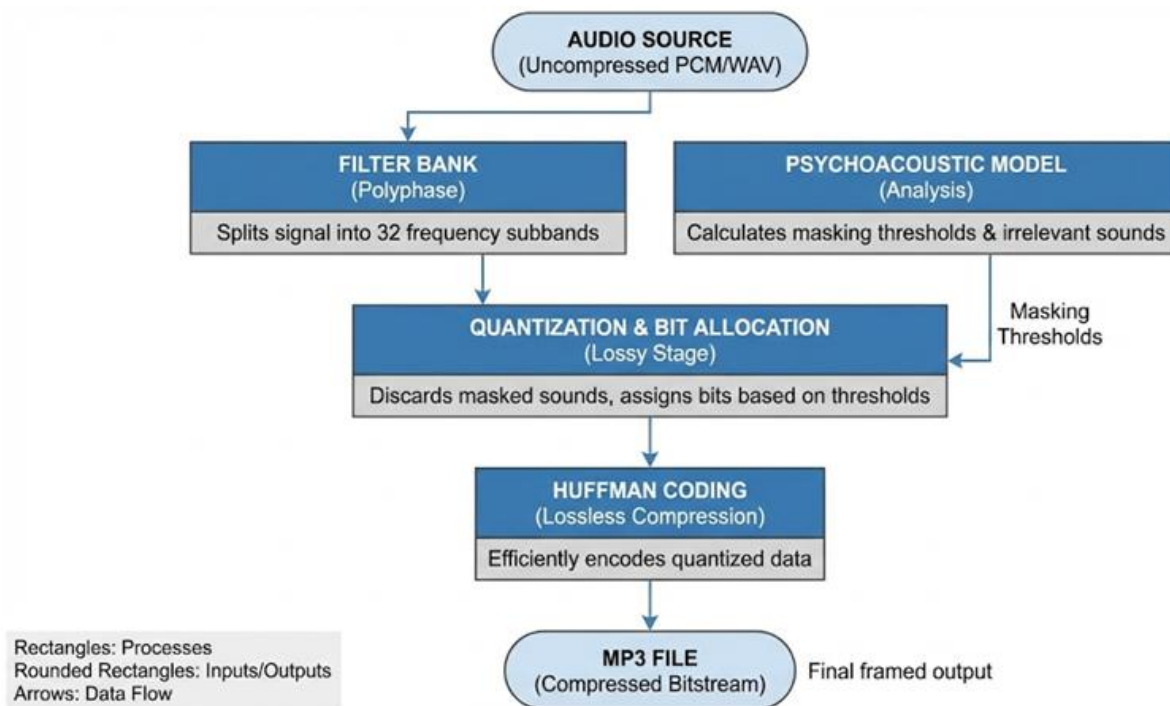 AUDIO SOURCE
(Uncompressed PCM/WAV)
FILTER BANK
(Polyphase)
Splits signal into 32 frequency subbands
PSYCHOACOUSTIC MODEL
(Analysis)
Calculates masking thresholds & irrelevant sounds
Masking
Thresholds
QUANTIZATION & BIT ALLOCATION
(Lossy Stage)
Discards masked sounds, assigns bits based on thresholds
HUFFMAN CODING
(Lossless Compression)
Efficiently encodes quantized data
MP3 FILE
(Compressed Bitstream)
Final framed output
Rectangles: Processes
Rounded Rectangles: Inputs/Outputs
Arrows: Data Flow